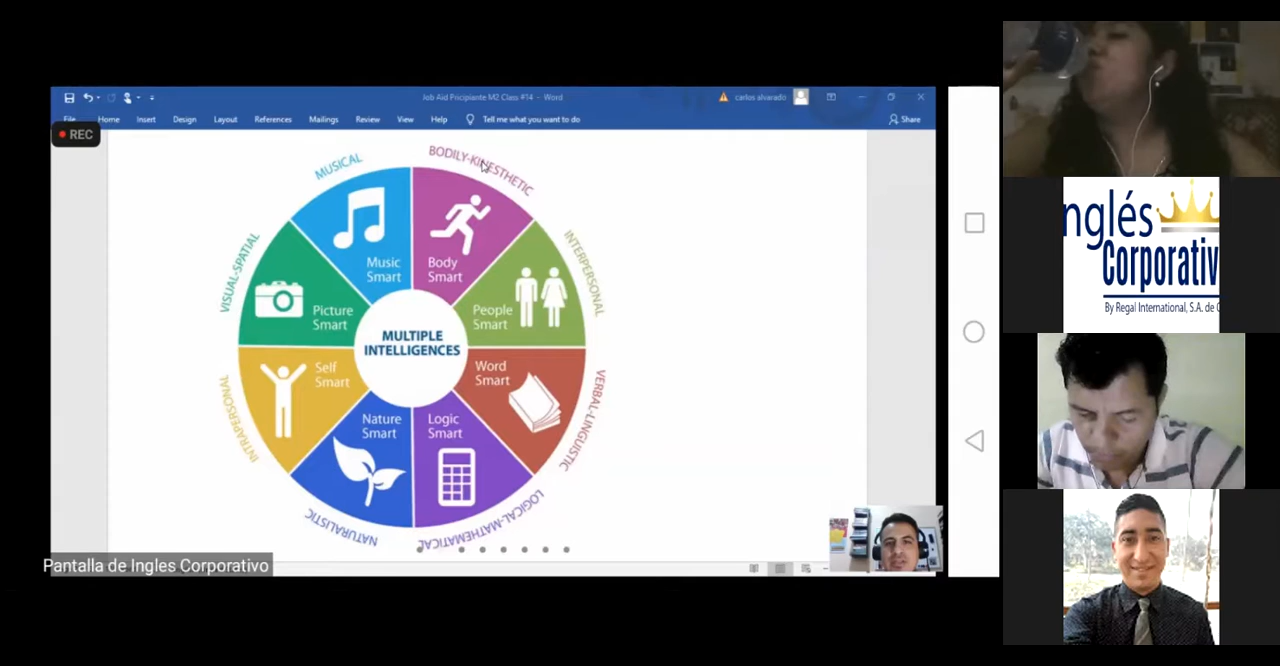 Job Aid Pricipiante M2 Class #14 – Word
carlos alvarado
File Home Insert Design Layout References Mailings Review View Help Tell me what you want to do
Share
REC
MUSICAL
BODILY-KINESTHETIC
VISUAL-SPATIAL
INTERPERSONAL
Music
Smart
Body
Smart
Picture
Smart
People
Smart
MULTIPLE
INTELLIGENCES
Self
Smart
Word
Smart
Nature
Smart
Logic
Smart
INTRAPERSONAL
VERBAL-LINGUISTIC
NATURALISTIC
LOGICAL-MATHEMATICAL
Pantalla de Ingles Corporativo
nglés
Corporativ
By Regal International, S.A. de C